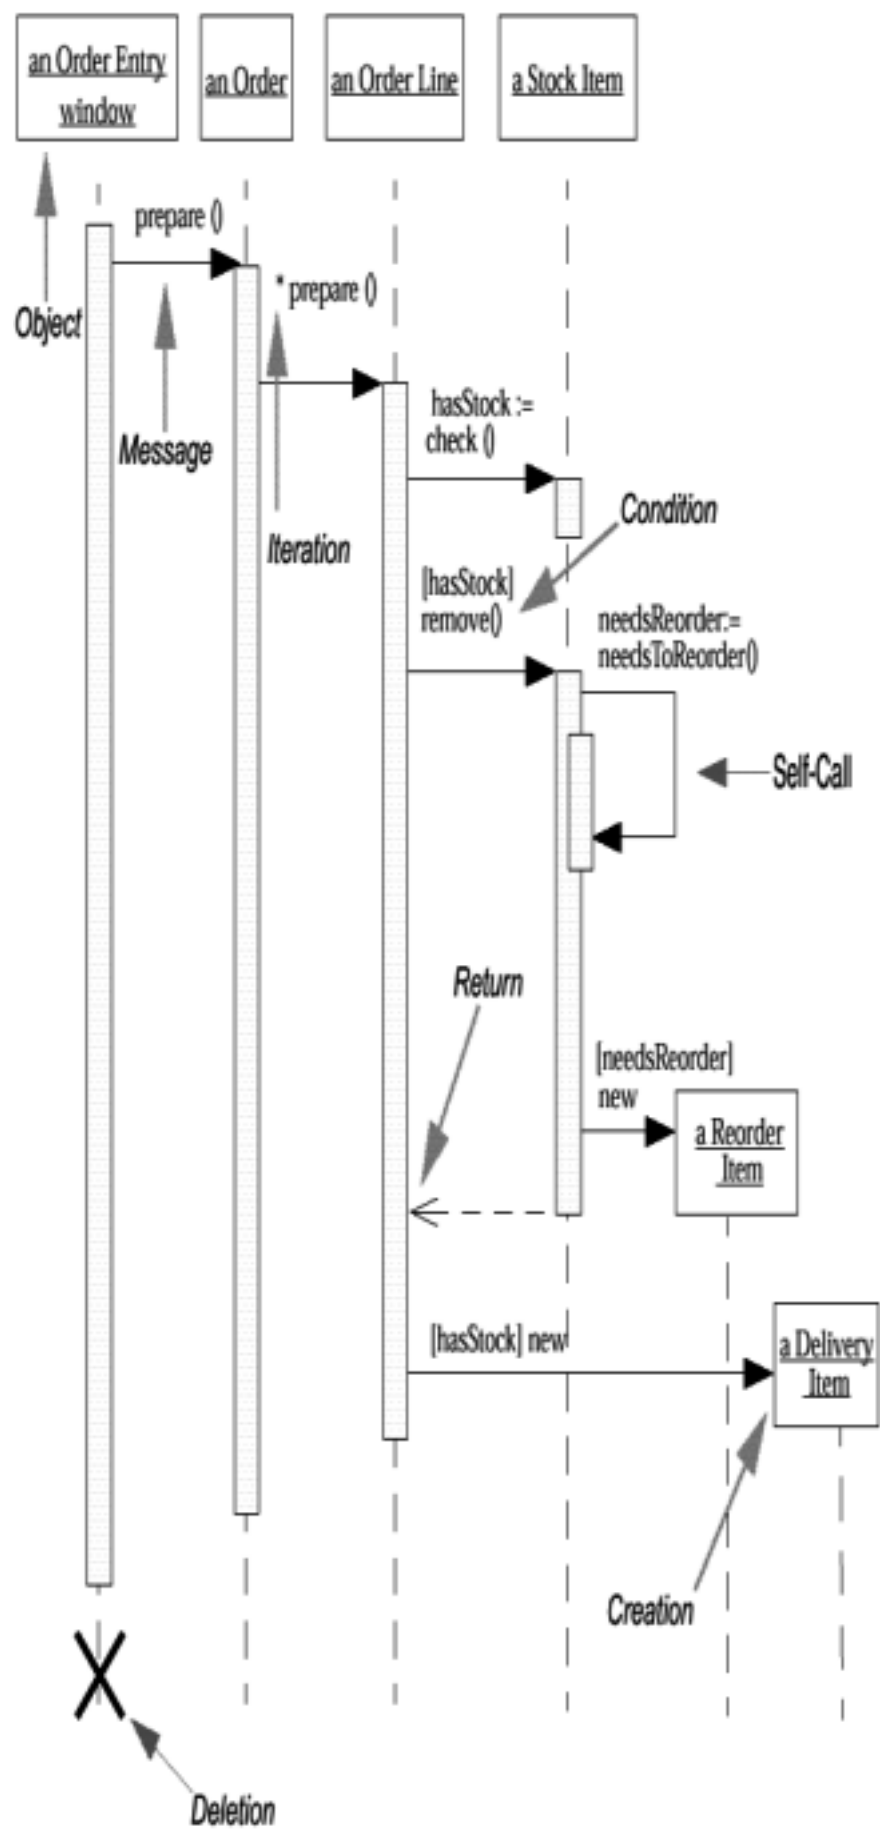 an Order Entry
window
an Order
an Order Line
a Stock Item
prepare ()
* prepare ()
Object
Message
Iteration
hasStock :=
check ()
Condition
[hasStock]
remove()
needsReorder:=
needsToReorder()
Self-Call
Return
[needsReorder]
new
a Reorder
Item
[hasStock] new
a Delivery
Item
Creation
Deletion